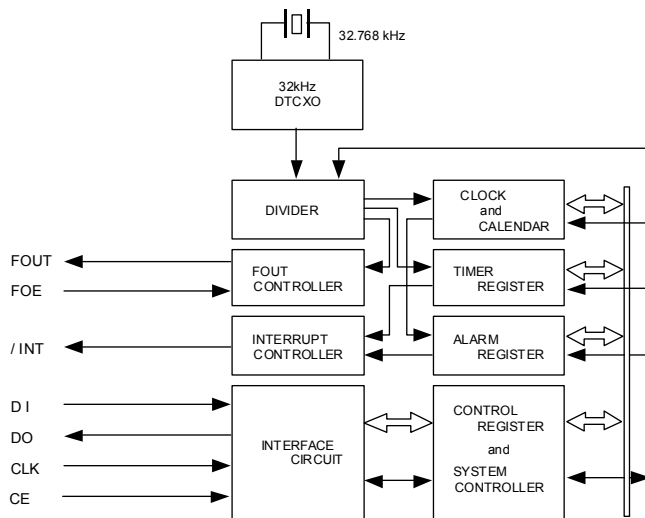 32.768 kHz
32kHz
DTCXO
DIVIDER
CLOCK
and
CALENDAR
FOUT
FOE
FOUT
CONTROLLER
TIMER
REGISTER
/ INT
INTERRUPT
CONTROLLER
ALARM
REGISTER
D I
DO
CLK
CE
INTERFACE
CIRCUIT
CONTROL
REGISTER
and
SYSTEM
CONTROLLER